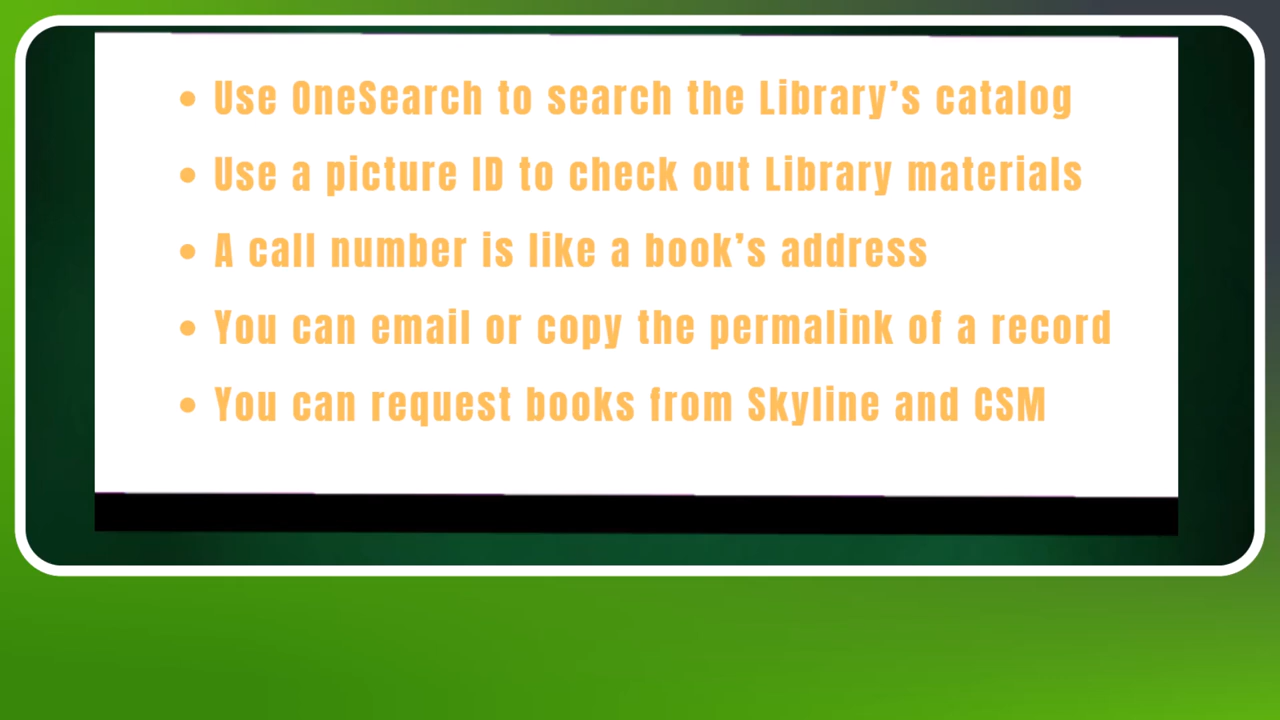 • Use OneSearch to search the Library’s catalog
• Use a picture ID to check out Library materials
• A call number is like a book’s address
• You can email or copy the permalink of a record
• You can request books from Skyline and CSM